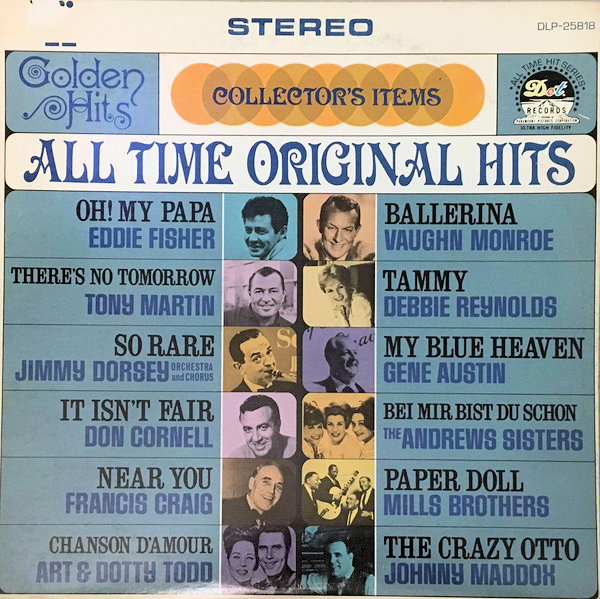 STEREO
DLP-25818
Golden
Hits
COLLECTOR'S ITEMS
ALL TIME HIT SERIES
Dot
RECORDS
ULTRA HIGH FIDELITY
ALL TIME ORIGINAL HITS
OH! MY PAPA
EDDIE FISHER
THERE'S NO TOMORROW
TONY MARTIN
SO RARE
JIMMY DORSEY ORCHESTRA
and CHORUS
IT ISN'T FAIR
DON CORNELL
NEAR YOU
FRANCIS CRAIG
CHANSON D'AMOUR
ART & DOTTY TODD
BALLERINA
VAUGHN MONROE
TAMMY
DEBBIE REYNOLDS
MY BLUE HEAVEN
GENE AUSTIN
BEI MIR BIST DU SCHON
THE ANDREWS SISTERS
PAPER DOLL
MILLS BROTHERS
THE CRAZY OTTO
JOHNNY MADDOX